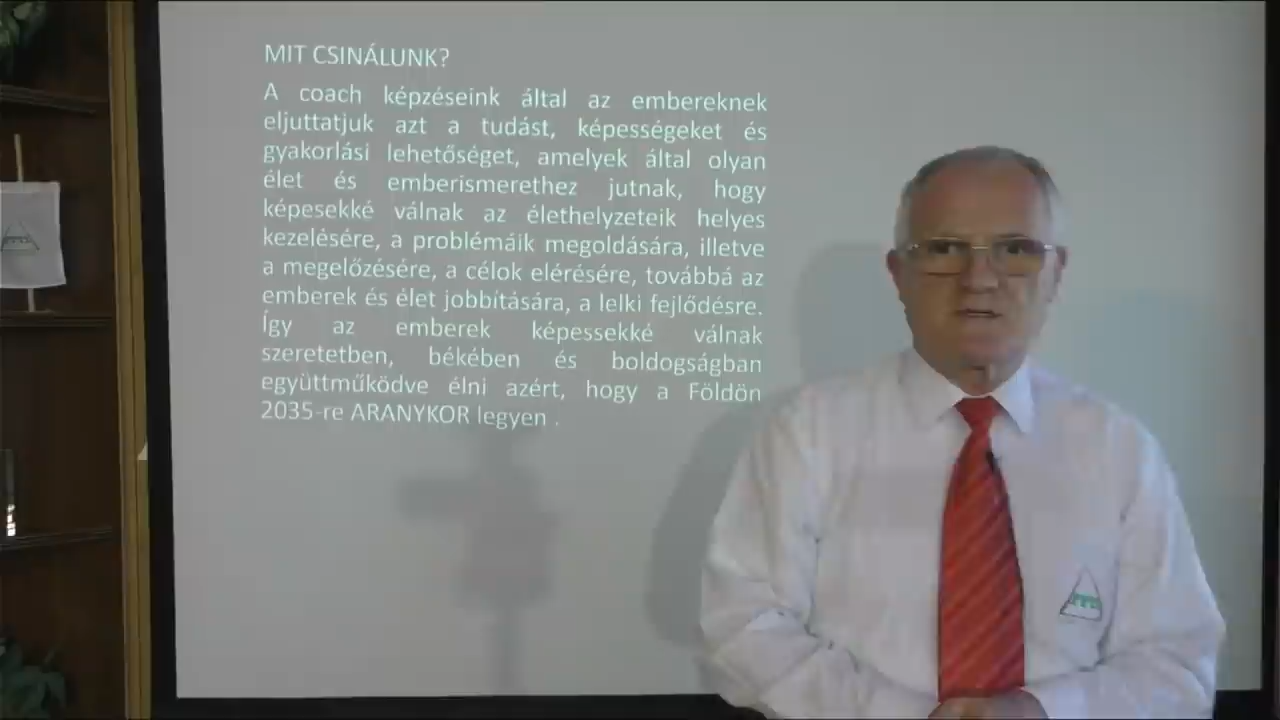 MIT CSINÁLUNK?
A coach képzéseink által az embereknek
eljuttatjuk azt a tudást, képességeket és
gyakorlási lehetőséget, amelyek által olyan
élet és emberismerethez jutnak, hogy
képesekké válnak az élethelyzeteik helyes
kezelésére, a problémáik megoldására, illetve
a megelőzésére, a célok elérésére, továbbá az
emberek és élet jobbítására, a lelki fejlődésre.
Így az emberek képessekké válnak
szeretetben, békében és boldogságban
együttműködve élni azért, hogy a Földön
2035-re ARANYKOR legyen .